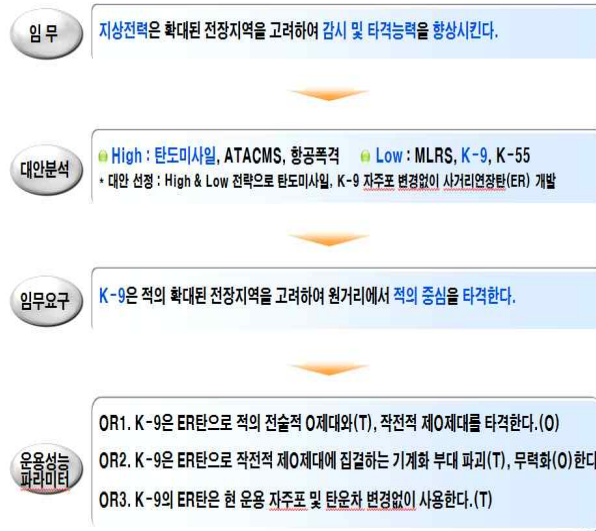 임 무
지상전력은 확대된 전장지역을 고려하여 감시 및 타격능력을 향상시킨다.
대안분석
High : 탄도미사일, ATACMS, 항공폭격 Low : MLRS, K-9, K-55
* 대안 선정 : High & Low 전략으로 탄도미사일, K-9 자주포 변경없이 사거리연장탄(ER) 개발
임무요구
K-9은 적의 확대된 전장지역을 고려하여 원거리에서 적의 중심을 타격한다.
운용성능
파라미터
OR1. K-9은 ER탄으로 적의 전술적 O제대와(T), 작전적 제O제대를 타격한다.(O)
OR2. K-9은 ER탄으로 작전적 제O제대에 집결하는 기계화 부대 파괴(T), 무력화(O)한다
OR3. K-9의 ER탄은 현 운용 자주포 및 탄운차 변경없이 사용한다.(T)